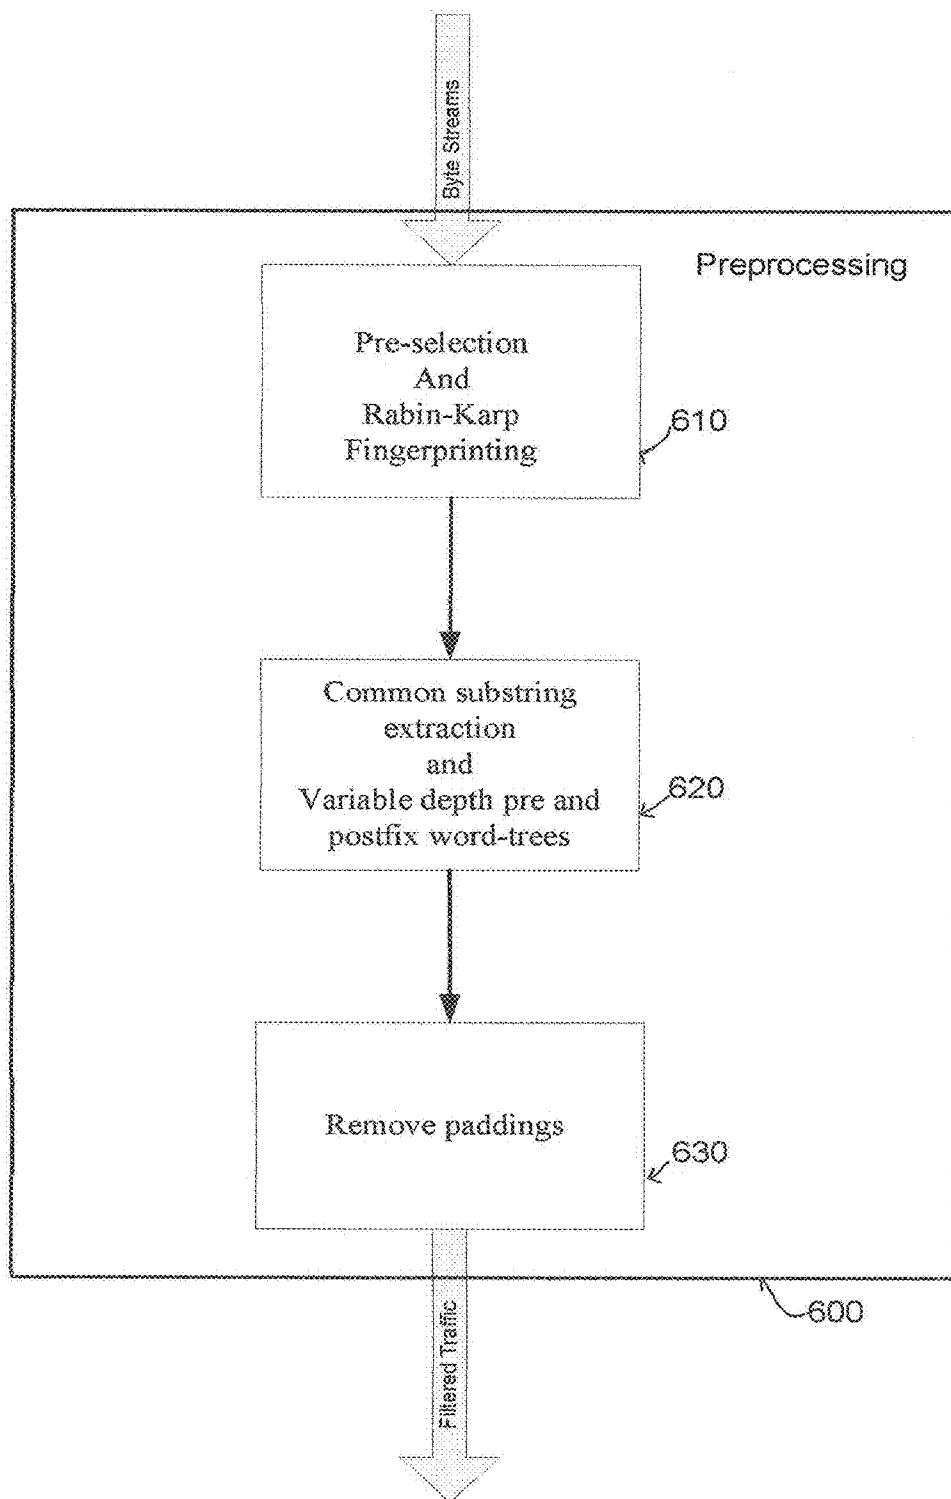 Byte Streams
Preprocessing
Pre-selection
And
Rabin-Karp
Fingerprinting
610
Common substring
extraction
and
Variable depth pre and
postfix word-trees
620
Remove paddings
630
600
Filtered Traffic